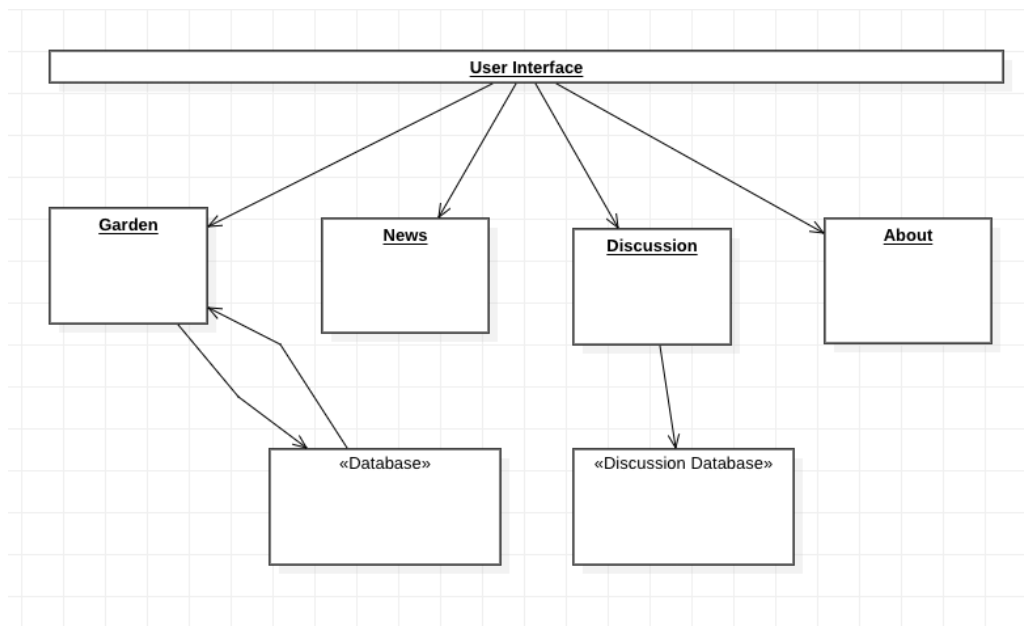 User Interface
Garden
News
Discussion
About
«Database»
«Discussion Database»